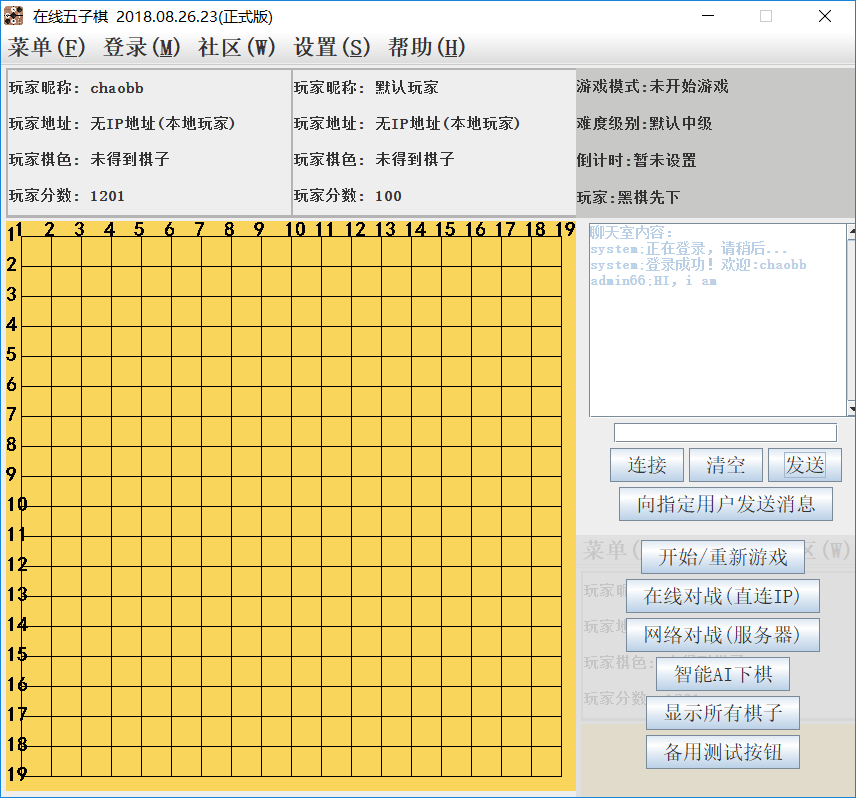 在线五子棋 2018.08.26.23(正式版)
菜单(F) 登录(M) 社区(W) 设置(S) 帮助(H)
玩家昵称: chaobb
玩家地址: 无IP地址(本地玩家)
玩家棋色: 未得到棋子
玩家分数: 1201
玩家昵称: 默认玩家
玩家地址: 无IP地址(本地玩家)
玩家棋色: 未得到棋子
玩家分数: 100
游戏模式:未开始游戏
难度级别:默认中级
倒计时:暂未设置
玩家:黑棋先下
1 2 3 4 5 6 7 8 9 10 11 12 13 14 15 16 17 18 19
1
2
3
4
5
6
7
8
9
10
11
12
13
14
15
16
17
18
19
聊天室内容:
system:正在登录, 请稍后...
system:登录成功! 欢迎:chaobb
admin66:HI, i am
连接 清空 发送
向指定用户发送消息
菜单( 区(W)
开始/重新游戏
玩家昵
在线对战(直连IP)
玩家地
网络对战(服务器)
玩家棋色:
智能AI下棋
玩家分数
显示所有棋子
备用测试按钮